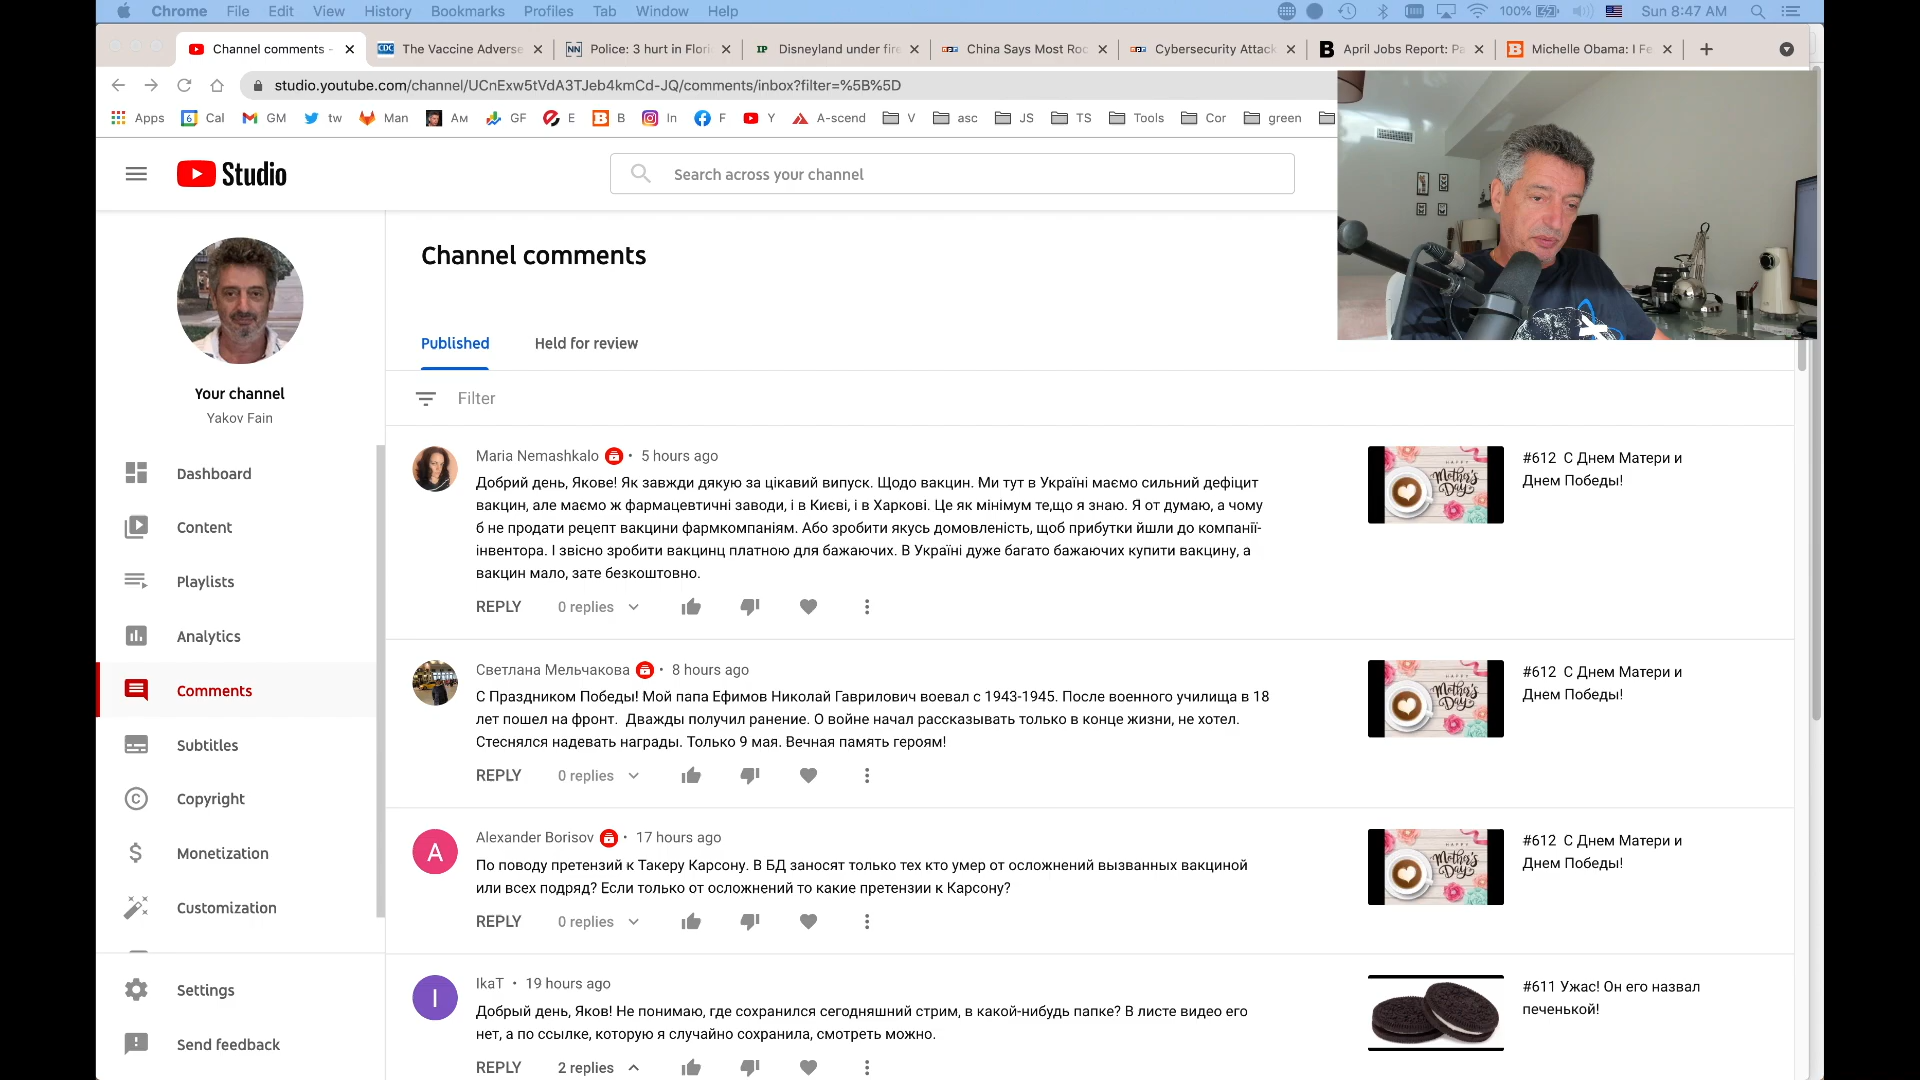 Chrome File Edit View History Bookmarks Profiles Tab Window Help 100% Sun 8:47 AM
Channel comments - The Vaccine Adverse Police: 3 hurt in Flori Disneyland under fire China Says Most Roc Cybersecurity Attack April Jobs Report: Pa Michelle Obama: I Fe
studio.youtube.com/channel/UCnExw5tVdA3TJeb4kmCd-JQ/comments/inbox?filter=%5B%5D
Apps Cal GM tw Man Ам GF E B In F Y A-scend V asc JS TS Tools Cor green
Studio
Search across your channel
Your channel
Yakov Fain
Dashboard
Content
Playlists
Analytics
Comments
Subtitles
Copyright
Monetization
Customization
Settings
Send feedback
Channel comments
Published Held for review
Filter
Maria Nemashkalo • 5 hours ago
Добрий день, Якове! Як завжди дякую за цікавий випуск. Щодо вакцин. Ми тут в Україні маємо сильний дефіцит
вакцин, але маємо ж фармацевтичні заводи, і в Києві, і в Харкові. Це як мінімум те,що я знаю. Я от думаю, а чому
б не продати рецепт вакцини фармкомпаніям. Або зробити якусь домовленість, щоб прибутки йшли до компанії-
інвентора. І звісно зробити вакцинц платною для бажаючих. В Україні дуже багато бажаючих купити вакцину, а
вакцин мало, зате безкоштовно.
REPLY 0 replies
#612 С Днем Матери и
Днем Победы!
Светлана Мельчакова • 8 hours ago
С Праздником Победы! Мой папа Ефимов Николай Гаврилович воевал с 1943-1945. После военного училища в 18
лет пошел на фронт. Дважды получил ранение. О войне начал рассказывать только в конце жизни, не хотел.
Стеснялся надевать награды. Только 9 мая. Вечная память героям!
REPLY 0 replies
#612 С Днем Матери и
Днем Победы!
A
Alexander Borisov • 17 hours ago
По поводу претензий к Такеру Карсону. В БД заносят только тех кто умер от осложнений вызванных вакциной
или всех подряд? Если только от осложнений то какие претензии к Карсону?
REPLY 0 replies
#612 С Днем Матери и
Днем Победы!
I
IkaT • 19 hours ago
Добрый день, Яков! Не понимаю, где сохранился сегодняшний стрим, в какой-нибудь папке? В листе видео его
нет, а по ссылке, которую я случайно сохранила, смотреть можно.
REPLY 2 replies
#611 Ужас! Он его назвал
печенькой!
HAPPY
Mother's
Day
HAPPY
Mother's
Day
HAPPY
Mother's
Day